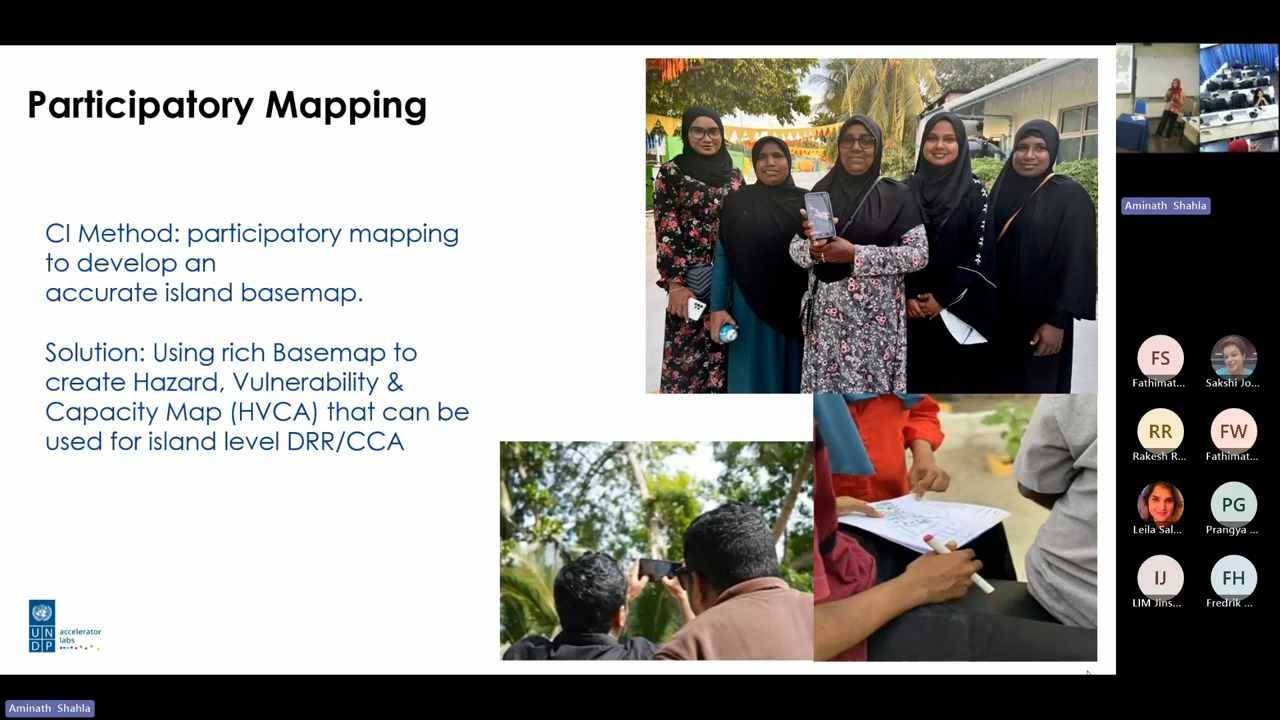 Participatory Mapping
CI Method: participatory mapping
to develop an
accurate island basemap.
Solution: Using rich Basemap to
create Hazard, Vulnerability &
Capacity Map (HVCA) that can be
used for island level DRR/CCA
U N
D P
accelerator
labs
Aminath Shahla
Aminath Shahla
FS
Fathimat...
Sakshi Jo...
RR
FW
Rakesh R...
Fathimat...
PG
Leila Sal...
Prangya ...
IJ
FH
LIM Jins...
Fredrik ...